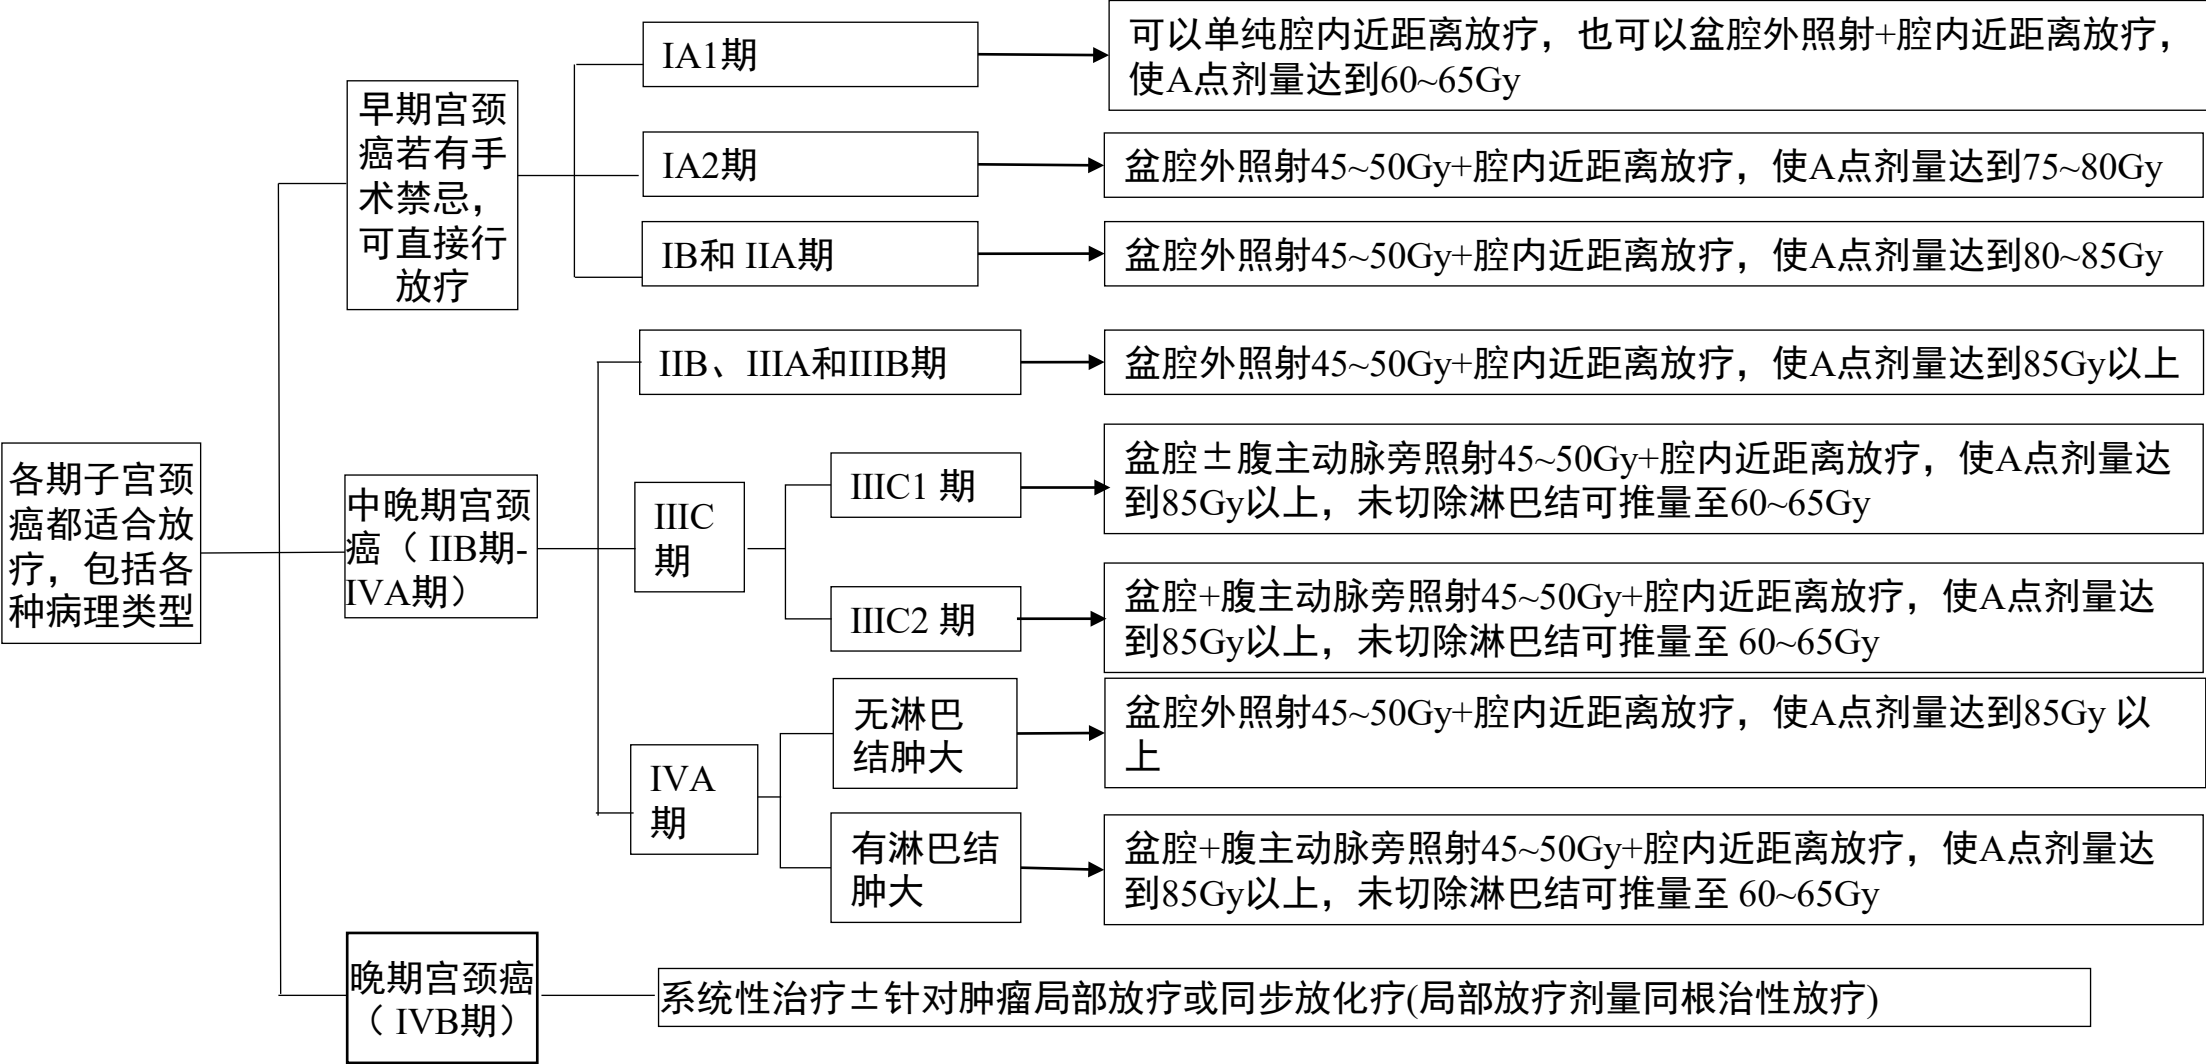 各期子宫颈
癌都适合放
疗，包括各
种病理类型
早期宫颈
癌若有手
术禁忌，
可直接行
放疗
IA1期
可以单纯腔内近距离放疗，也可以盆腔外照射+腔内近距离放疗，
使A点剂量达到60~65Gy
IA2期
盆腔外照射45~50Gy+腔内近距离放疗，使A点剂量达到75~80Gy
IB和 IIA期
盆腔外照射45~50Gy+腔内近距离放疗，使A点剂量达到80~85Gy
中晚期宫颈
癌（ IIB期-
IVA期）
IIB、IIIA和IIIB期
盆腔外照射45~50Gy+腔内近距离放疗，使A点剂量达到85Gy以上
IIIC
期
IIIC1 期
盆腔±腹主动脉旁照射45~50Gy+腔内近距离放疗，使A点剂量达
到85Gy以上，未切除淋巴结可推量至60~65Gy
IIIC2 期
盆腔+腹主动脉旁照射45~50Gy+腔内近距离放疗，使A点剂量达
到85Gy以上，未切除淋巴结可推量至 60~65Gy
IVA
期
无淋巴
结肿大
盆腔外照射45~50Gy+腔内近距离放疗，使A点剂量达到85Gy 以
上
有淋巴结
肿大
盆腔+腹主动脉旁照射45~50Gy+腔内近距离放疗，使A点剂量达
到85Gy以上，未切除淋巴结可推量至 60~65Gy
晚期宫颈癌
（ IVB期）
系统性治疗±针对肿瘤局部放疗或同步放化疗(局部放疗剂量同根治性放疗)